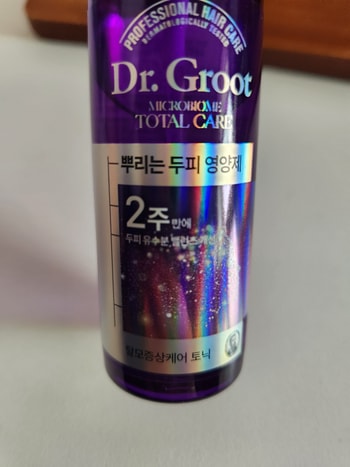 PROFESSIONAL HAIR CARE
DERMATOLOGICALLY TESTED
Dr. Groot
MICROBIOME
TOTAL CARE
뿌리는 두피 영양제
2주만에
두피 유수분 밸런스 개선
탈모증상케어 토닉